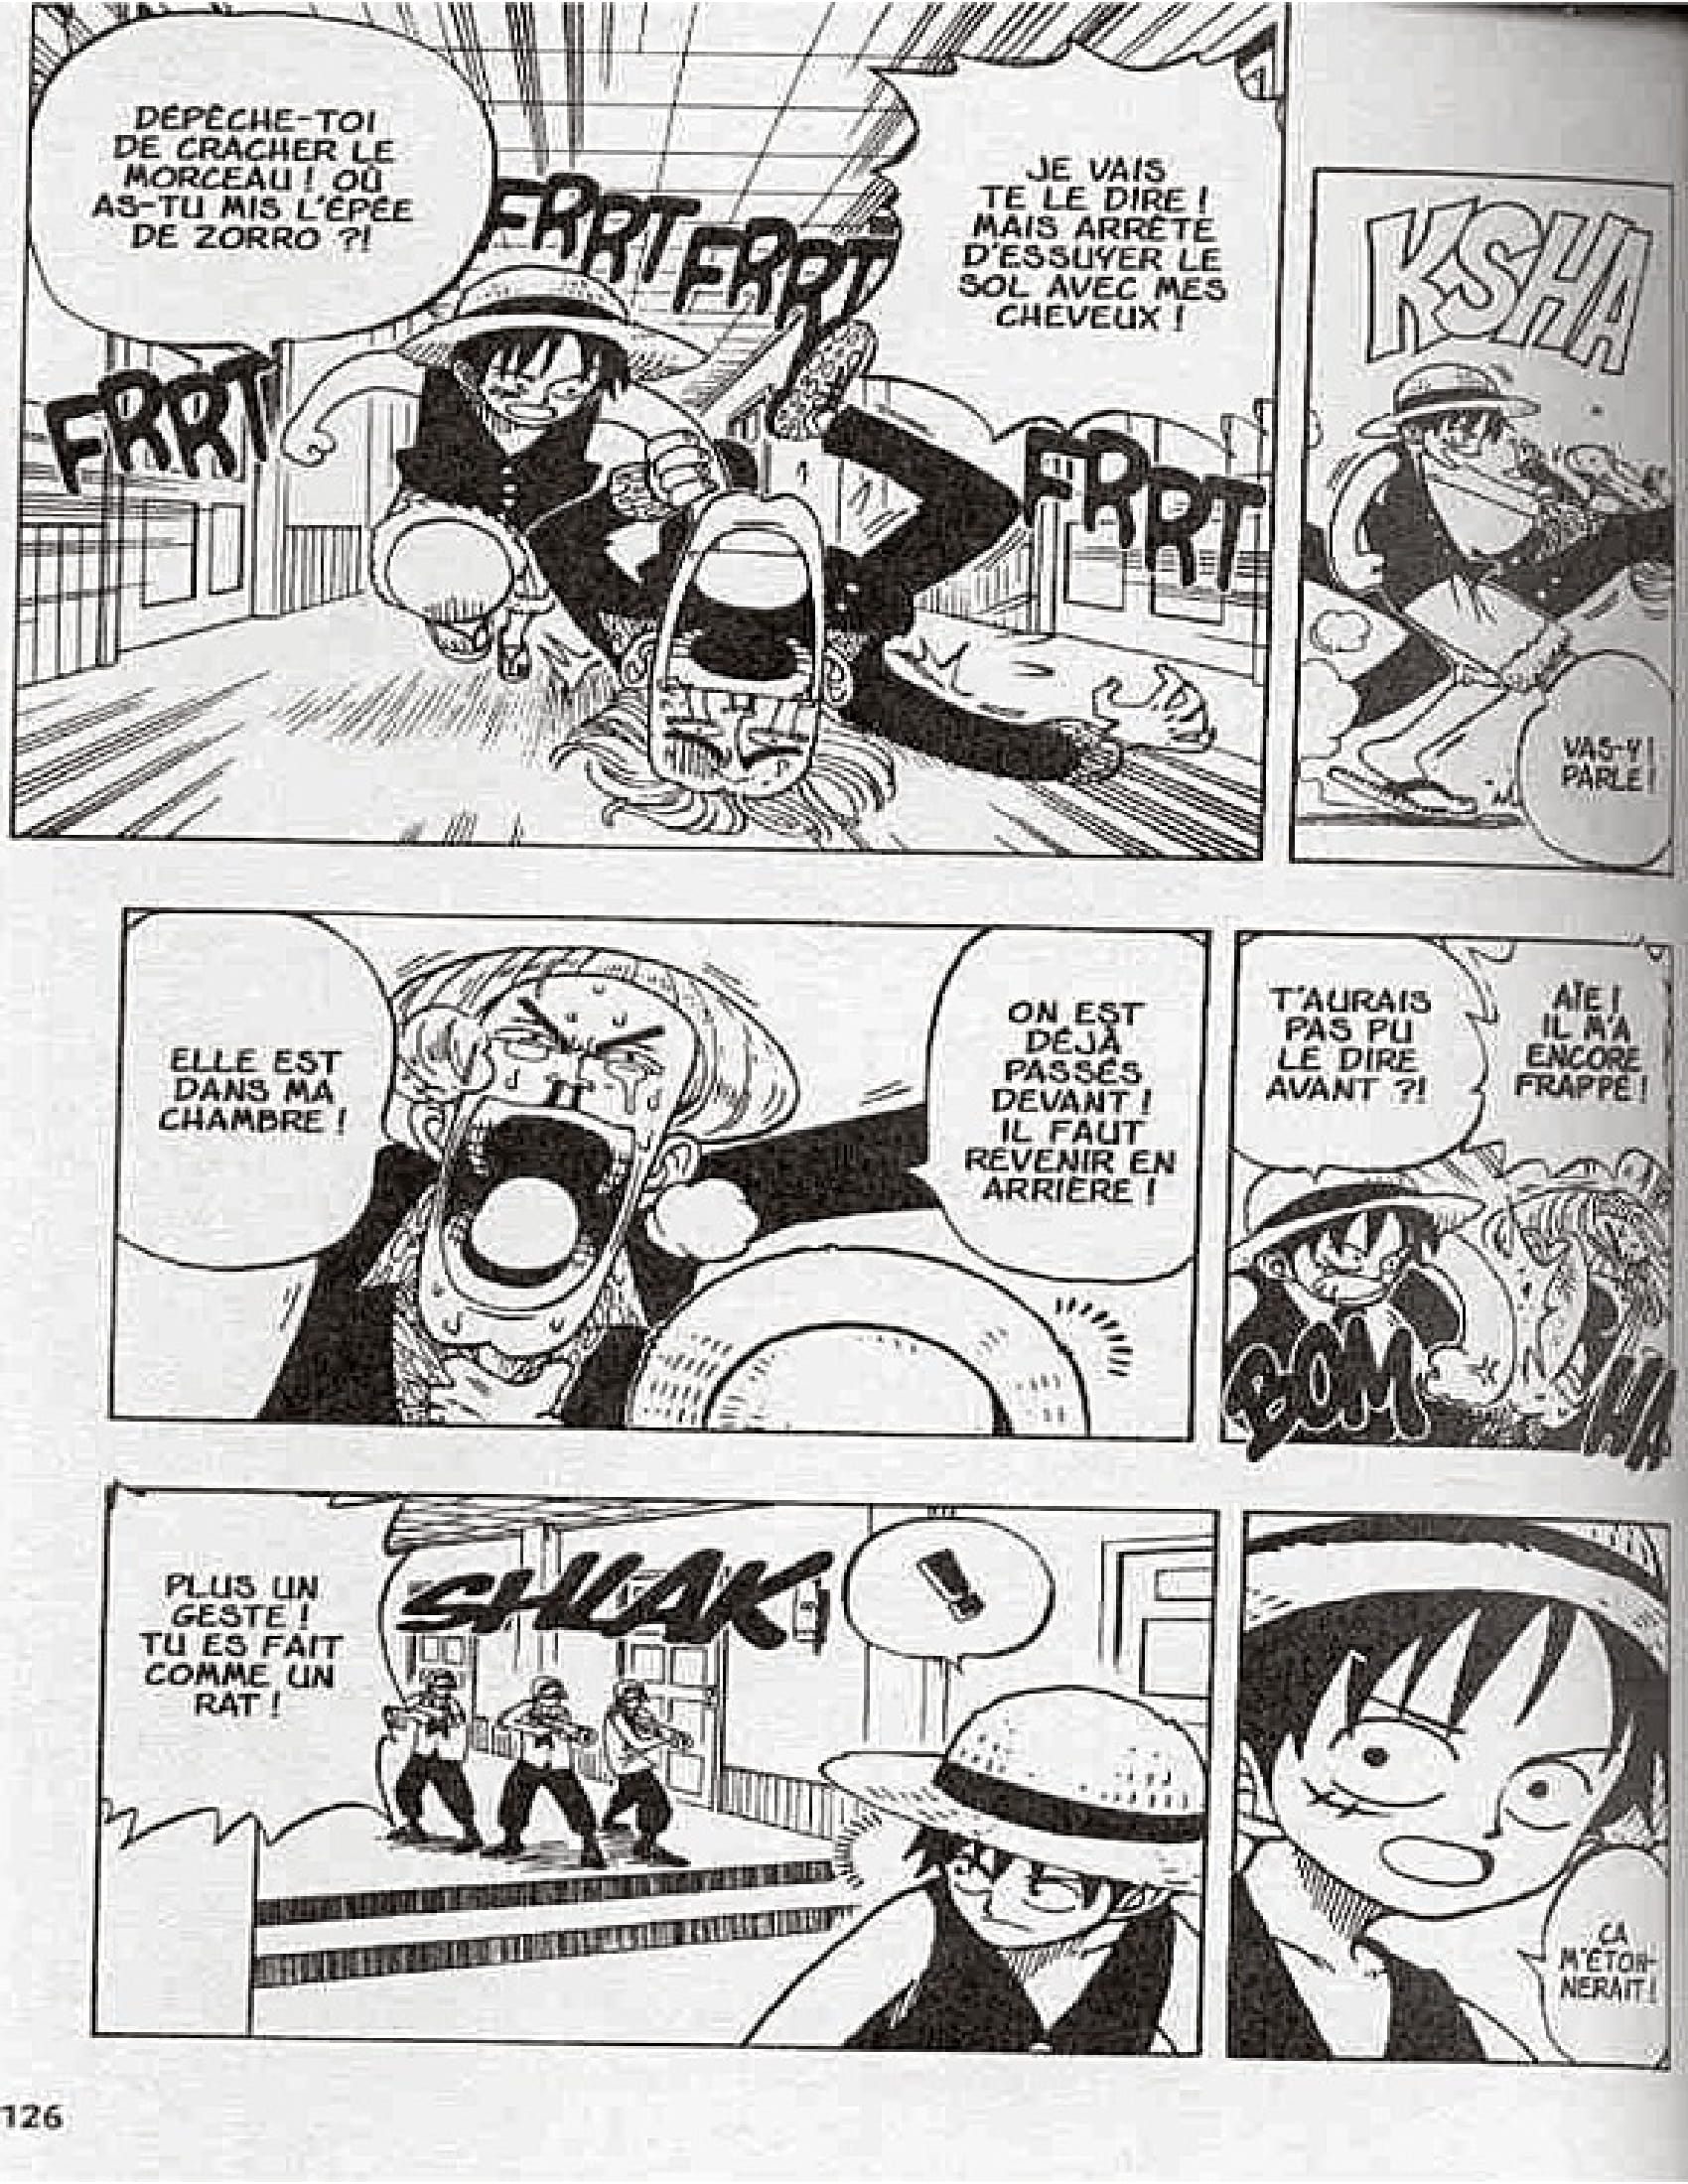 KSHA
VAS-Y !
PARLE !
JE VAIS
TE LE DIRE !
MAIS ARRÊTE
D'ESSUYER LE
SOL AVEC MES
CHEVEUX !
FRRT
FRRT
FRRT
FRRT
DÉPÊCHE-TOI
DE CRACHER LE
MORCEAU ! OÙ
AS-TU MIS L'ÉPÉE
DE ZORRO ?!
AÏE !
IL M'A
ENCORE
FRAPPÉ !
T'AURAIS
PAS PU
LE DIRE
AVANT ?!
BOM
HA
ON EST
DÉJÀ
PASSÉS
DEVANT !
IL FAUT
REVENIR EN
ARRIÈRE !
ELLE EST
DANS MA
CHAMBRE !
ÇA
M'ÉTON-
NERAIT !
!
SHLAK
PLUS UN
GESTE !
TU ES FAIT
COMME UN
RAT !
126